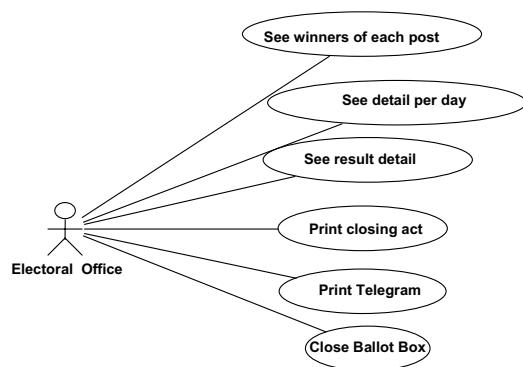 See winners of each post
See detail per day
See result detail
Print closing act
Electoral Office
Print Telegram
Close Ballot Box